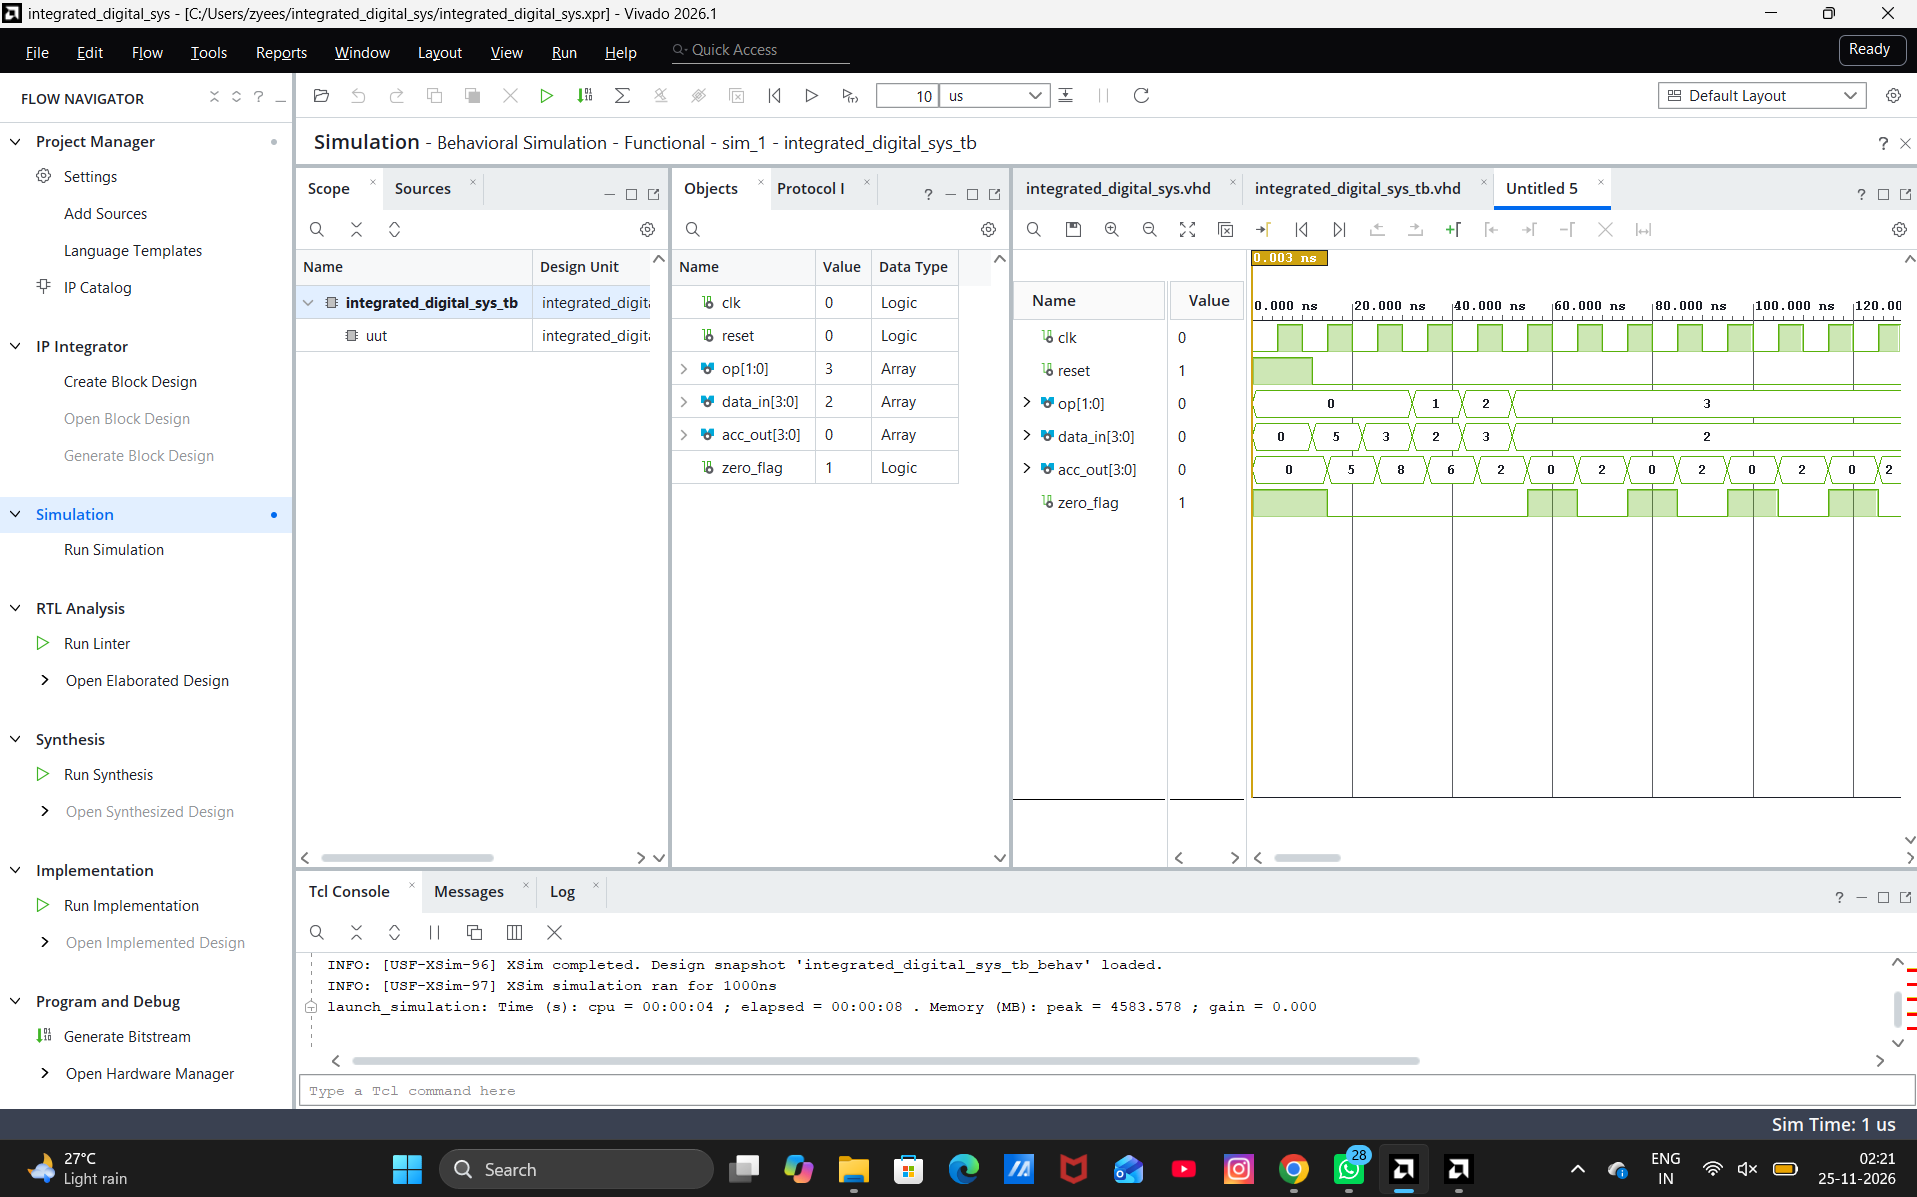 integrated_digital_sys - [C:/Users/zyees/integrated_digital_sys/integrated_digital_sys.xpr] - Vivado 2026.1
File Edit Flow Tools Reports Window Layout View Run Help Quick Access Ready
FLOW NAVIGATOR
10 us
Default Layout
Simulation - Behavioral Simulation - Functional - sim_1 - integrated_digital_sys_tb
Project Manager
Settings
Add Sources
Language Templates
IP Catalog
IP Integrator
Create Block Design
Open Block Design
Generate Block Design
Simulation
Run Simulation
RTL Analysis
Run Linter
Open Elaborated Design
Synthesis
Run Synthesis
Open Synthesized Design
Implementation
Run Implementation
Open Implemented Design
Program and Debug
Generate Bitstream
Open Hardware Manager
Scope Sources
Name Design Unit
integrated_digital_sys_tb integrated_digita
uut integrated_digita
Objects Protocol I
Name Value Data Type
clk 0 Logic
reset 0 Logic
op[1:0] 3 Array
data_in[3:0] 2 Array
acc_out[3:0] 0 Array
zero_flag 1 Logic
integrated_digital_sys.vhd integrated_digital_sys_tb.vhd Untitled 5
0.003 ns
Name Value
0.000 ns 20.000 ns 40.000 ns 60.000 ns 80.000 ns 100.000 ns 120.00
clk 0
reset 1
op[1:0] 0 0 1 2 3
data_in[3:0] 0 0 5 3 2 3 2
acc_out[3:0] 0 0 5 8 6 2 0 2 0 2 0 2 0 2
zero_flag 1
Tcl Console Messages Log
INFO: [USF-XSim-96] XSim completed. Design snapshot 'integrated_digital_sys_tb_behav' loaded.
INFO: [USF-XSim-97] XSim simulation ran for 1000ns
launch_simulation: Time (s): cpu = 00:00:04 ; elapsed = 00:00:08 . Memory (MB): peak = 4583.578 ; gain = 0.000
Type a Tcl command here
Sim Time: 1 us
27°C
Light rain
Search
28
ENG
IN
02:21
25-11-2026